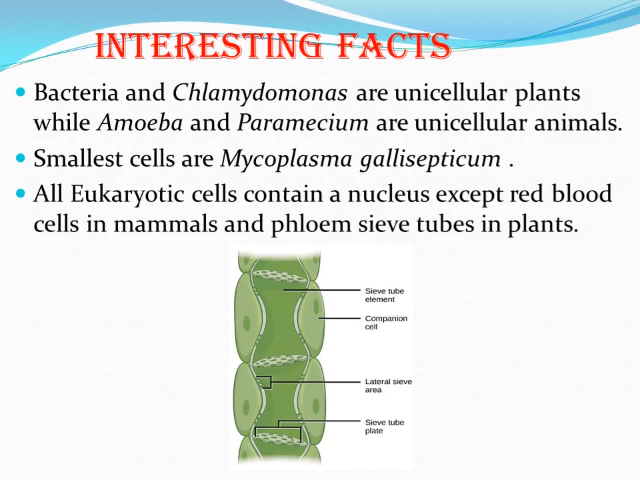 INTERESTING FACTS
Bacteria and Chlamydomonas are unicellular plants
while Amoeba and Paramecium are unicellular animals.
Smallest cells are Mycoplasma gallisepticum .
All Eukaryotic cells contain a nucleus except red blood
cells in mammals and phloem sieve tubes in plants.
Sieve tube
element
Companion
cell
Lateral sieve
area
Sieve tube
plate